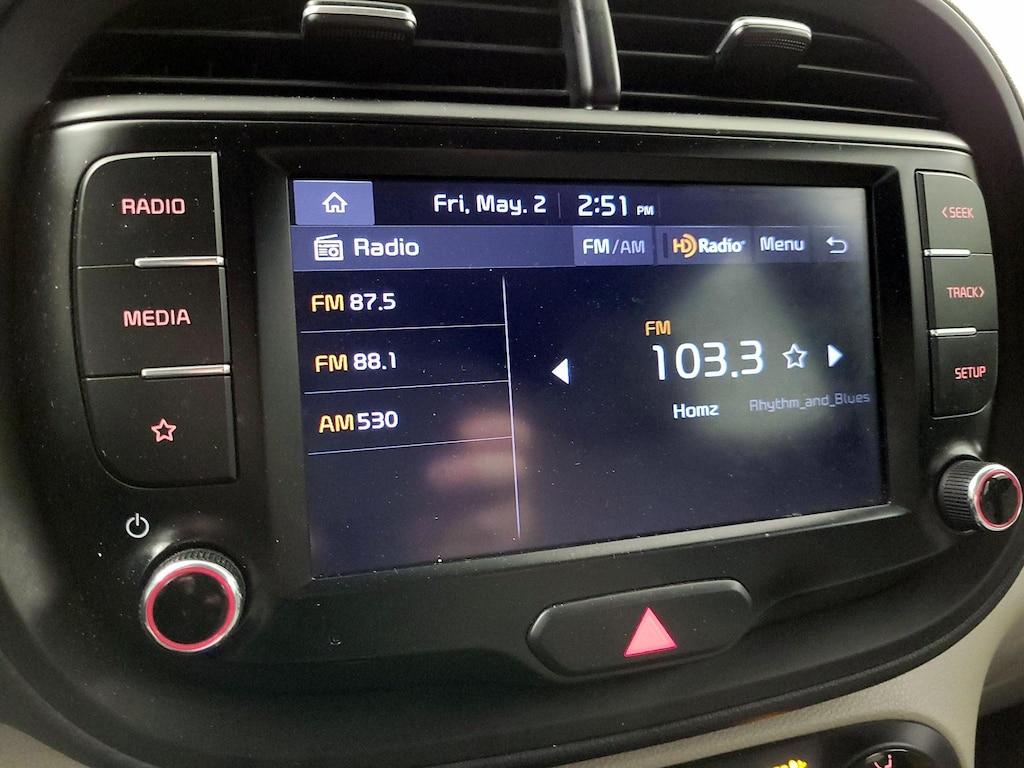 RADIO
MEDIA
Fri, May. 2 2:51 PM
Radio FM/AM HD Radio Menu
FM 87.5
FM 88.1
AM 530
FM
103.3
Homz Rhythm_and_Blues
<SEEK
TRACK>
SETUP